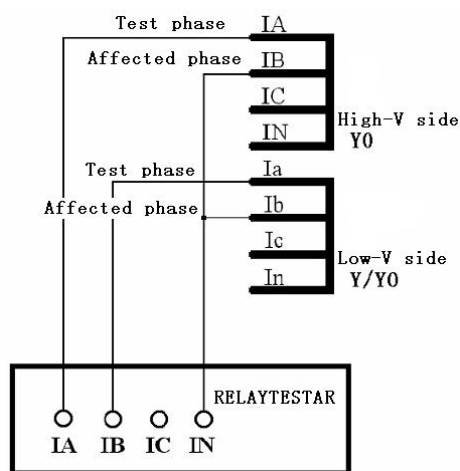 Test phase IA
Affected phase IB
IC
High-V side
IN Y0
Test phase Ia
Affected phase Ib
Ic
Low-V side
In Y/Y0
RELAYTESTAR
IA IB IC IN